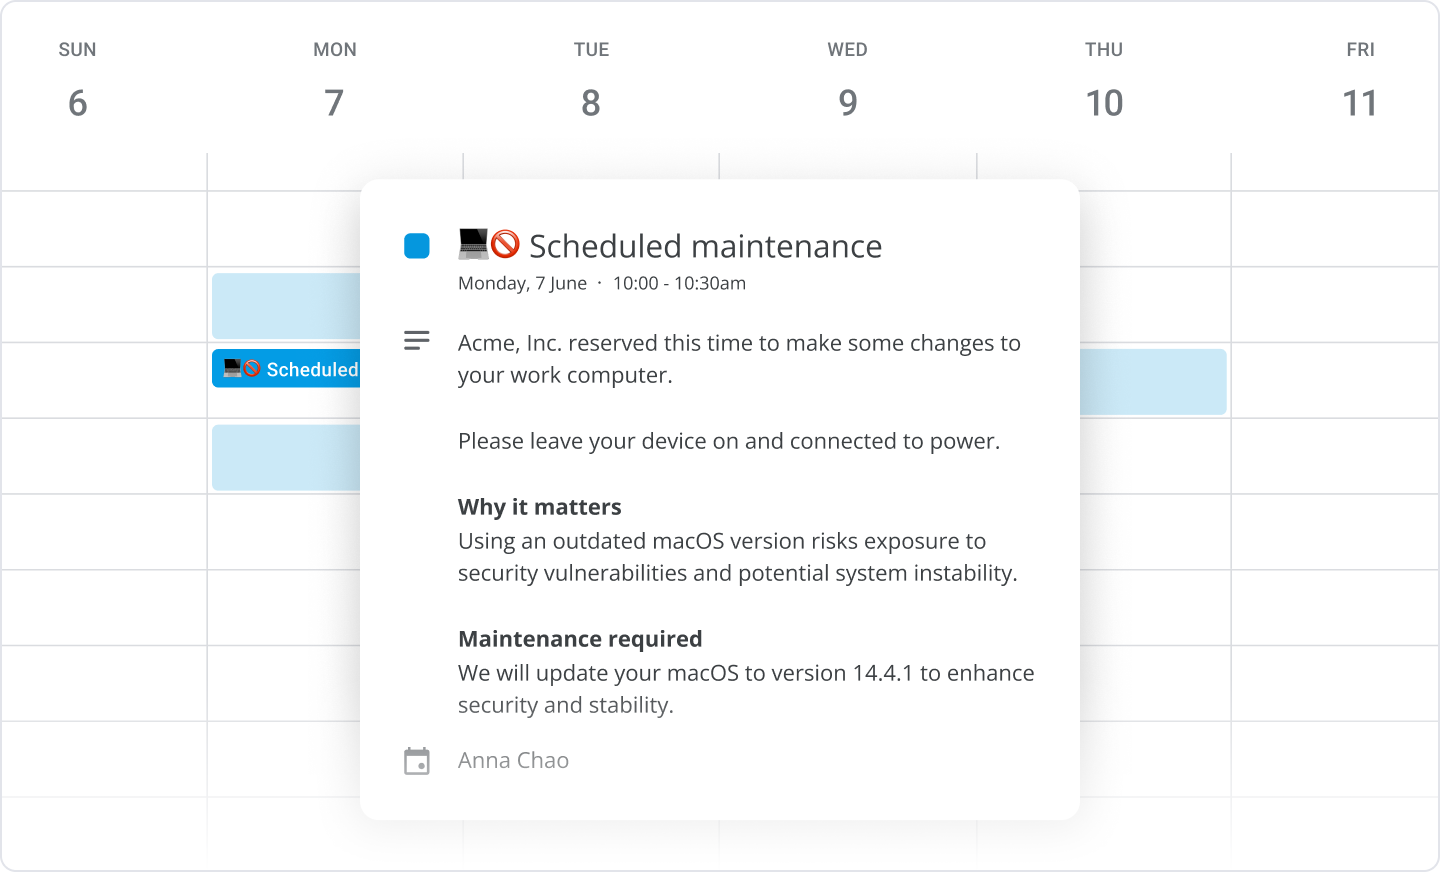 SUN MON TUE WED THU FRI
6 7 8 9 10 11
💻🚫 Scheduled maintenance
Monday, 7 June · 10:00 - 10:30am
Acme, Inc. reserved this time to make some changes to
your work computer.
💻🚫 Scheduled
Please leave your device on and connected to power.
Why it matters
Using an outdated macOS version risks exposure to
security vulnerabilities and potential system instability.
Maintenance required
We will update your macOS to version 14.4.1 to enhance
security and stability.
Anna Chao